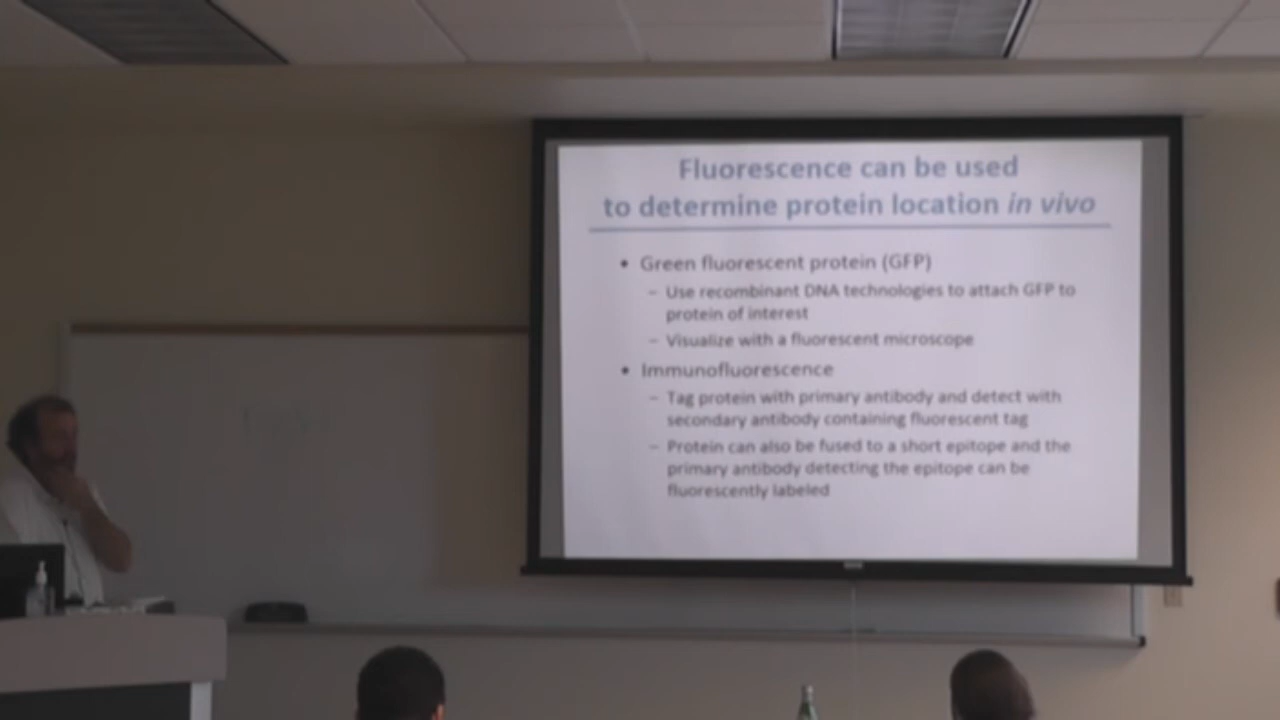 Fluorescence can be used
to determine protein location in vivo
• Green fluorescent protein (GFP)
– Use recombinant DNA technologies to attach GFP to
protein of interest
– Visualize with a fluorescent microscope
• Immunofluorescence
– Tag protein with primary antibody and detect with
secondary antibody containing fluorescent tag
– Protein can also be fused to a short epitope and the
primary antibody detecting the epitope can be
fluorescently labeled